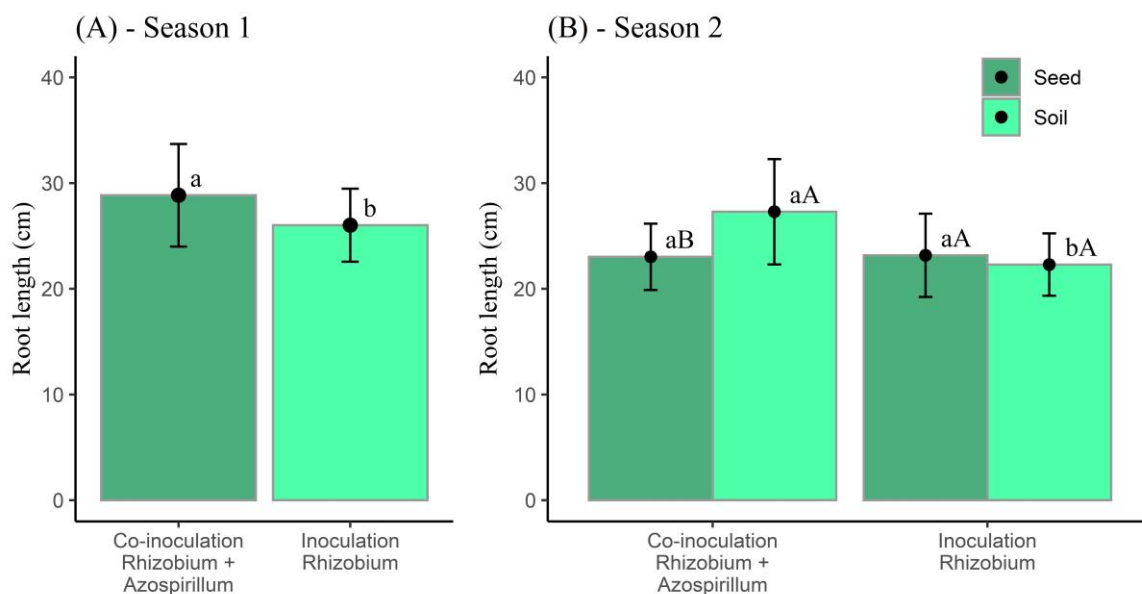 (A) - Season 1
Root length (cm)
40
30
20
10
0
a
b
Co-inoculation
Rhizobium +
Azospirillum
Inoculation
Rhizobium
(B) - Season 2
Seed
Soil
Root length (cm)
40
30
20
10
0
aB
aA
aA
bA
Co-inoculation
Rhizobium +
Azospirillum
Inoculation
Rhizobium